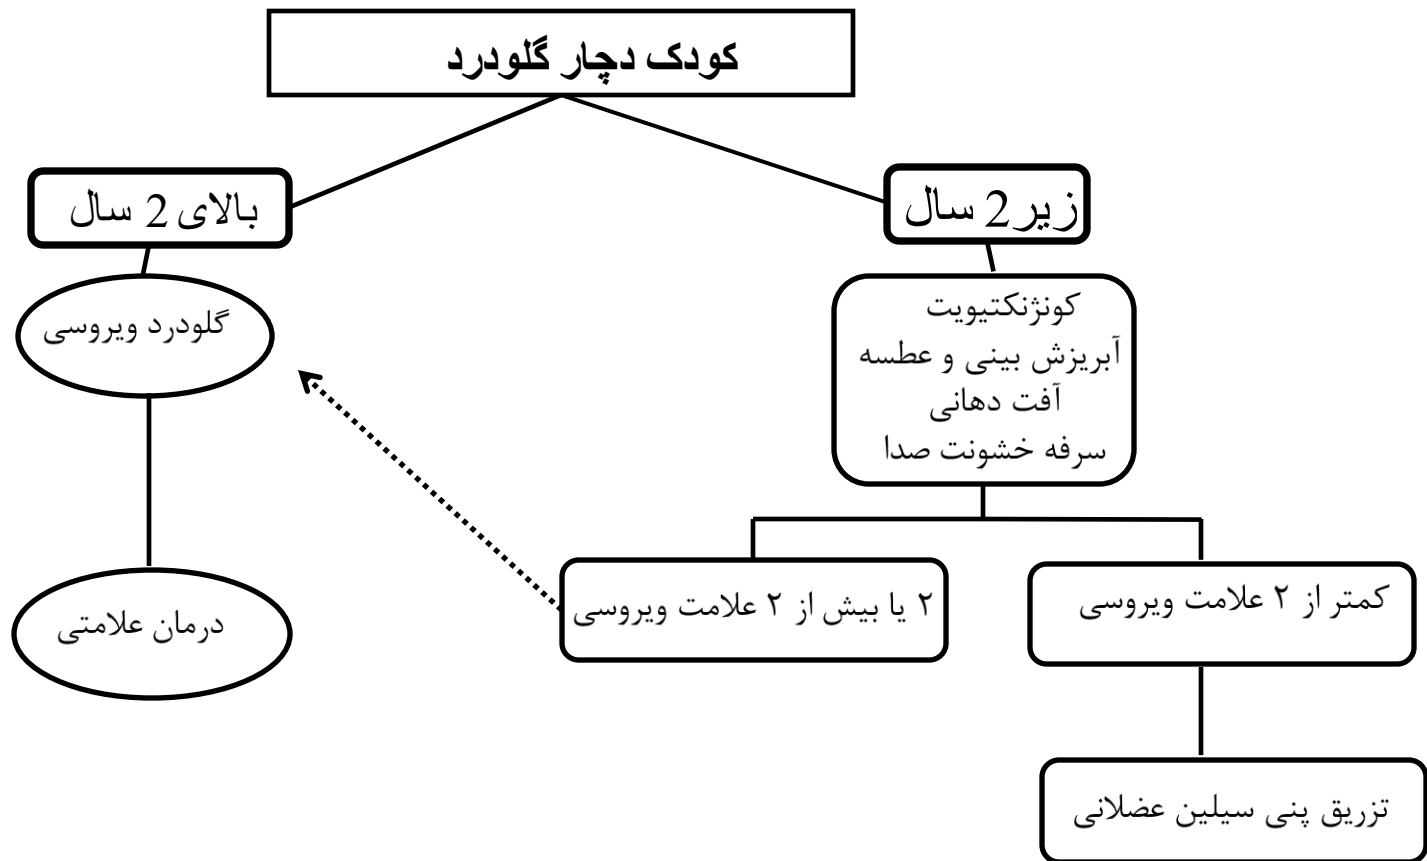 کودک دچار گلودرد
زیر 2 سال
بالای 2 سال
کونژنکتیویت
آبریزش بینی و عطسه
آفت دهانی
سرفه خشونت صدا
گلودرد ویروسی
کمتر از ۲ علامت ویروسی
۲ یا بیش از ۲ علامت ویروسی
درمان علامتی
تزریق پنی سیلین عضلانی